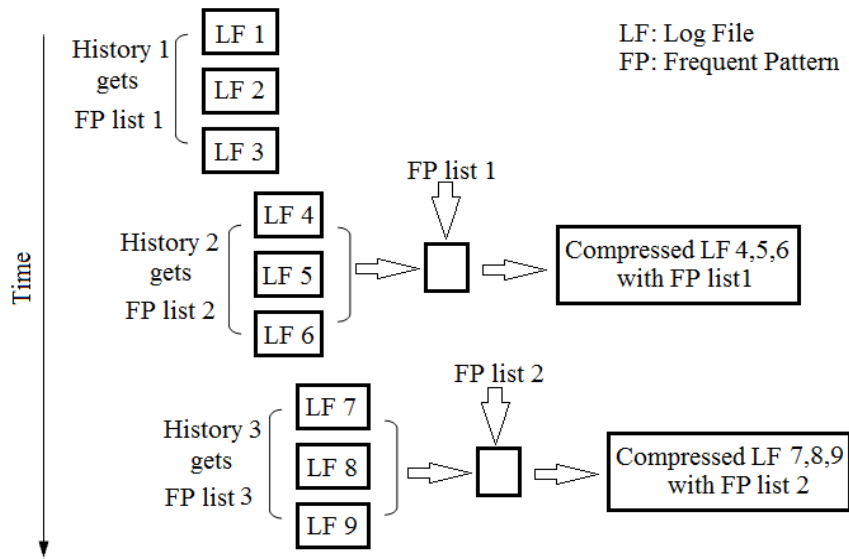 LF: Log File
FP: Frequent Pattern
Time
History 1
gets
FP list 1
LF 1
LF 2
LF 3
History 2
gets
FP list 2
LF 4
LF 5
LF 6
FP list 1
Compressed LF 4,5,6
with FP list1
History 3
gets
FP list 3
LF 7
LF 8
LF 9
FP list 2
Compressed LF 7,8,9
with FP list 2